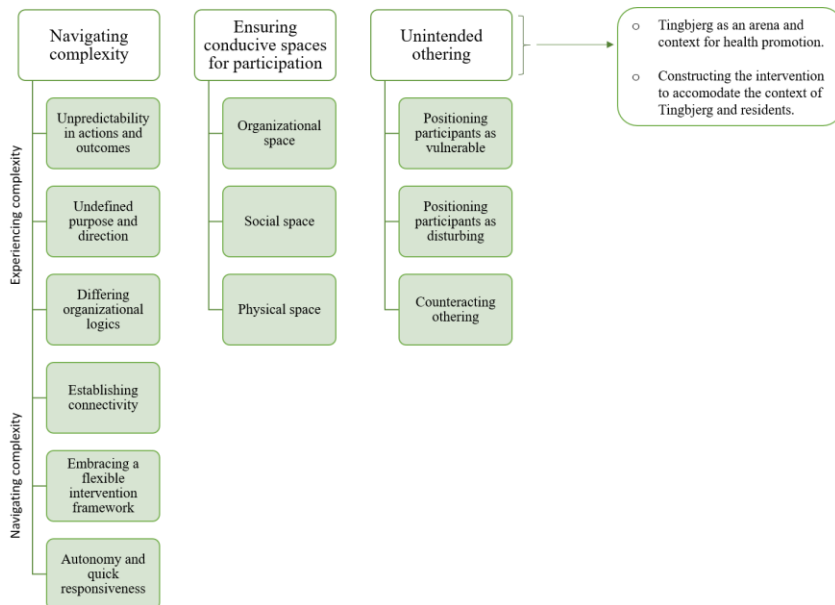 Navigating
complexity
Experiencing complexity
Unpredictability
in actions and
outcomes
Undefined
purpose and
direction
Differing
organizational
logics
Navigating complexity
Establishing
connectivity
Embracing a
flexible
intervention
framework
Autonomy and
quick
responsiveness
Ensuring
conducive spaces
for participation
Organizational
space
Social space
Physical space
Unintended
othering
Positioning
participants as
vulnerable
Positioning
participants as
disturbing
Counteracting
othering
o Tingbjerg as an arena and
context for health promotion.
o Constructing the intervention
to accomodate the context of
Tingbjerg and residents.